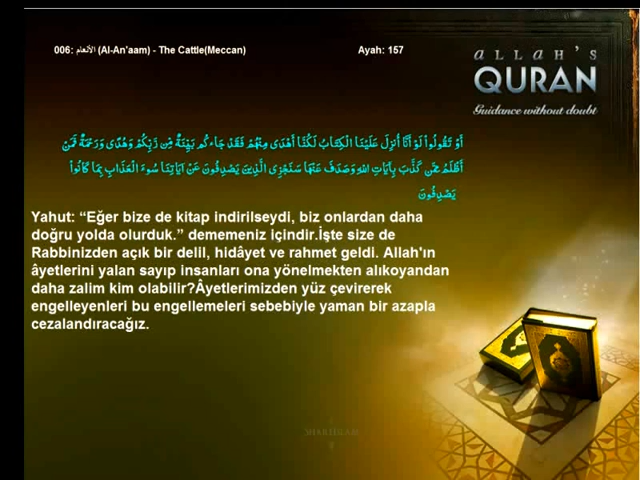 006: الأنعام (Al-An'aam) - The Cattle(Meccan) Ayah: 157
ALLAH'S
QURAN
Guidance without doubt
أَوْ تَقُولُواْ لَوْ أَنَّا أُنزِلَ عَلَيْنَا الْكِتَابُ لَكُنَّا أَهْدَى مِنْهُمْ فَقَدْ جَاءكُم بَيِّنَةٌ مِّن رَّبِّكُمْ وَهُدًى وَرَحْمَةٌ فَمَنْ
أَظْلَمُ مِمَّن كَذَّبَ بِآيَاتِ اللّهِ وَصَدَفَ عَنْهَا سَنَجْزِي الَّذِينَ يَصْدِفُونَ عَنْ آيَاتِنَا سُوءَ الْعَذَابِ بِمَا كَانُواْ
يَصْدِفُونَ
Yahut: “Eğer bize de kitap indirilseydi, biz onlardan daha
doğru yolda olurduk.” dememeniz içindir.İşte size de
Rabbinizden açık bir delil, hidâyet ve rahmet geldi. Allah'ın
âyetlerini yalan sayıp insanları ona yönelmekten alıkoyandan
daha zalim kim olabilir?Âyetlerimizden yüz çevirerek
engelleyenleri bu engellemeleri sebebiyle yaman bir azapla
cezalandıracağız.